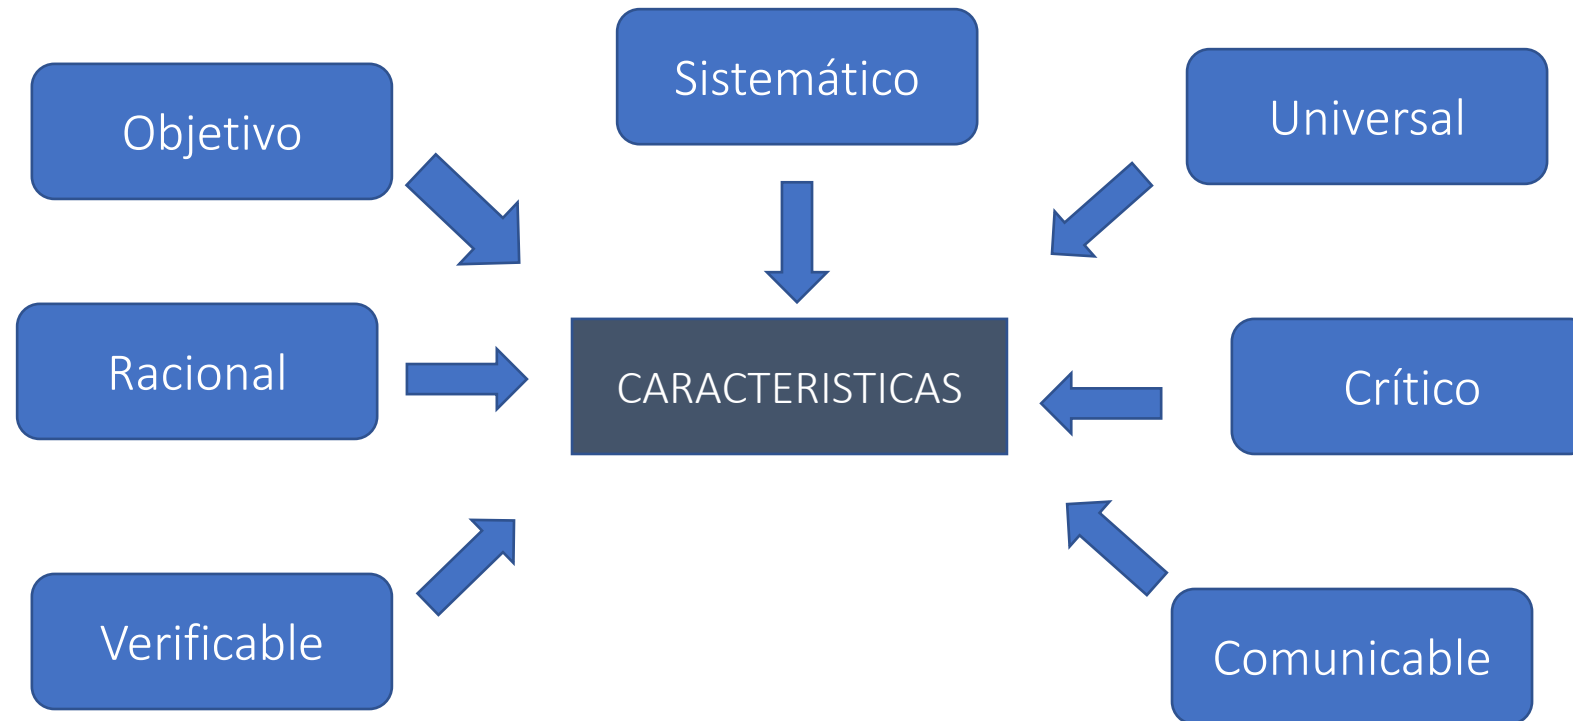 Sistemático
Objetivo
Universal
Racional
CARACTERISTICAS
Crítico
Verificable
Comunicable